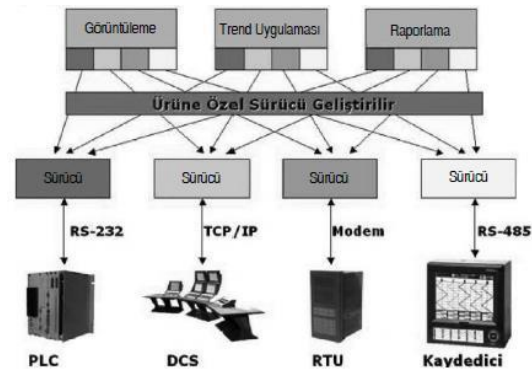 Görüntüleme Trend Uygulaması Raporlama
Ürüne Özel Sürücü Geliştirilir
Sürücü Sürücü Sürücü Sürücü
RS-232 TCP/IP Modem RS-485
PLC DCS RTU Kaydedici